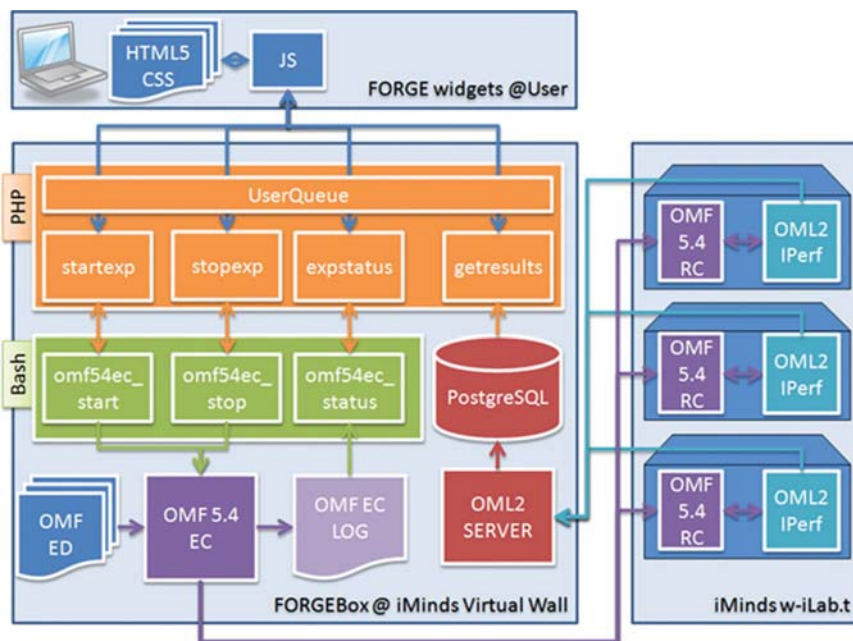 HTML5
CSS
JS
FORGE widgets @User
PHP
UserQueue
startexp
stopexp
expstatus
getresults
Bash
omf54ec_
start
omf54ec_
stop
omf54ec_
status
PostgreSQL
OMF
ED
OMF 5.4
EC
OMF EC
LOG
OML2
SERVER
FORGEBox @ iMinds Virtual Wall
OMF
5.4
RC
OML2
IPerf
OMF
5.4
RC
OML2
IPerf
OMF
5.4
RC
OML2
IPerf
iMinds w-iLab.t